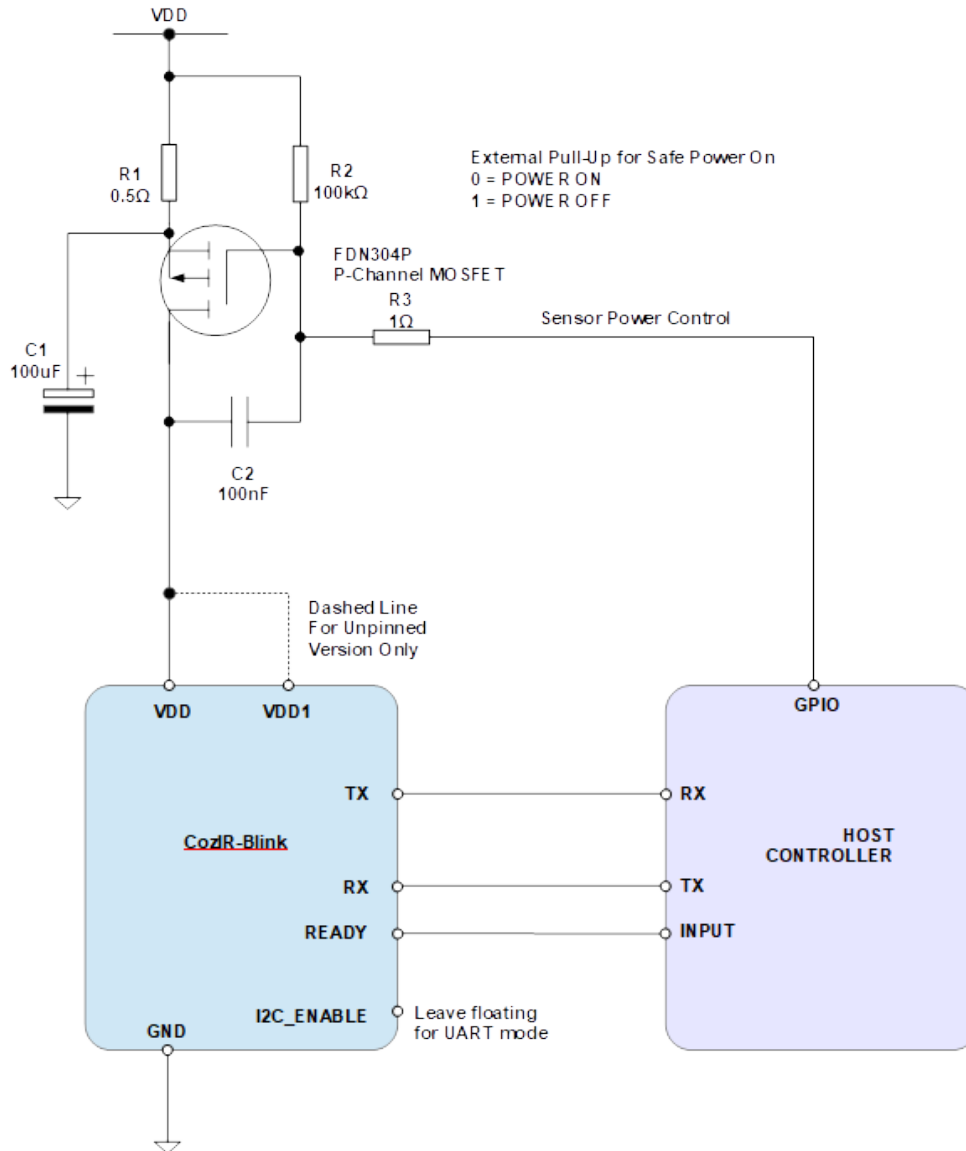 VDD
R1
0.5Ω
R2
100kΩ
External Pull-Up for Safe Power On
0 = POWER ON
1 = POWER OFF
FDN304P
P-Channel MOSFET
R3
1Ω
Sensor Power Control
C1
100uF
+
C2
100nF
Dashed Line
For Unpinned
Version Only
VDD
VDD1
GPIO
TX
RX
CozIR-Blink
HOST
CONTROLLER
RX
TX
READY
INPUT
I2C_ENABLE
Leave floating
for UART mode
GND